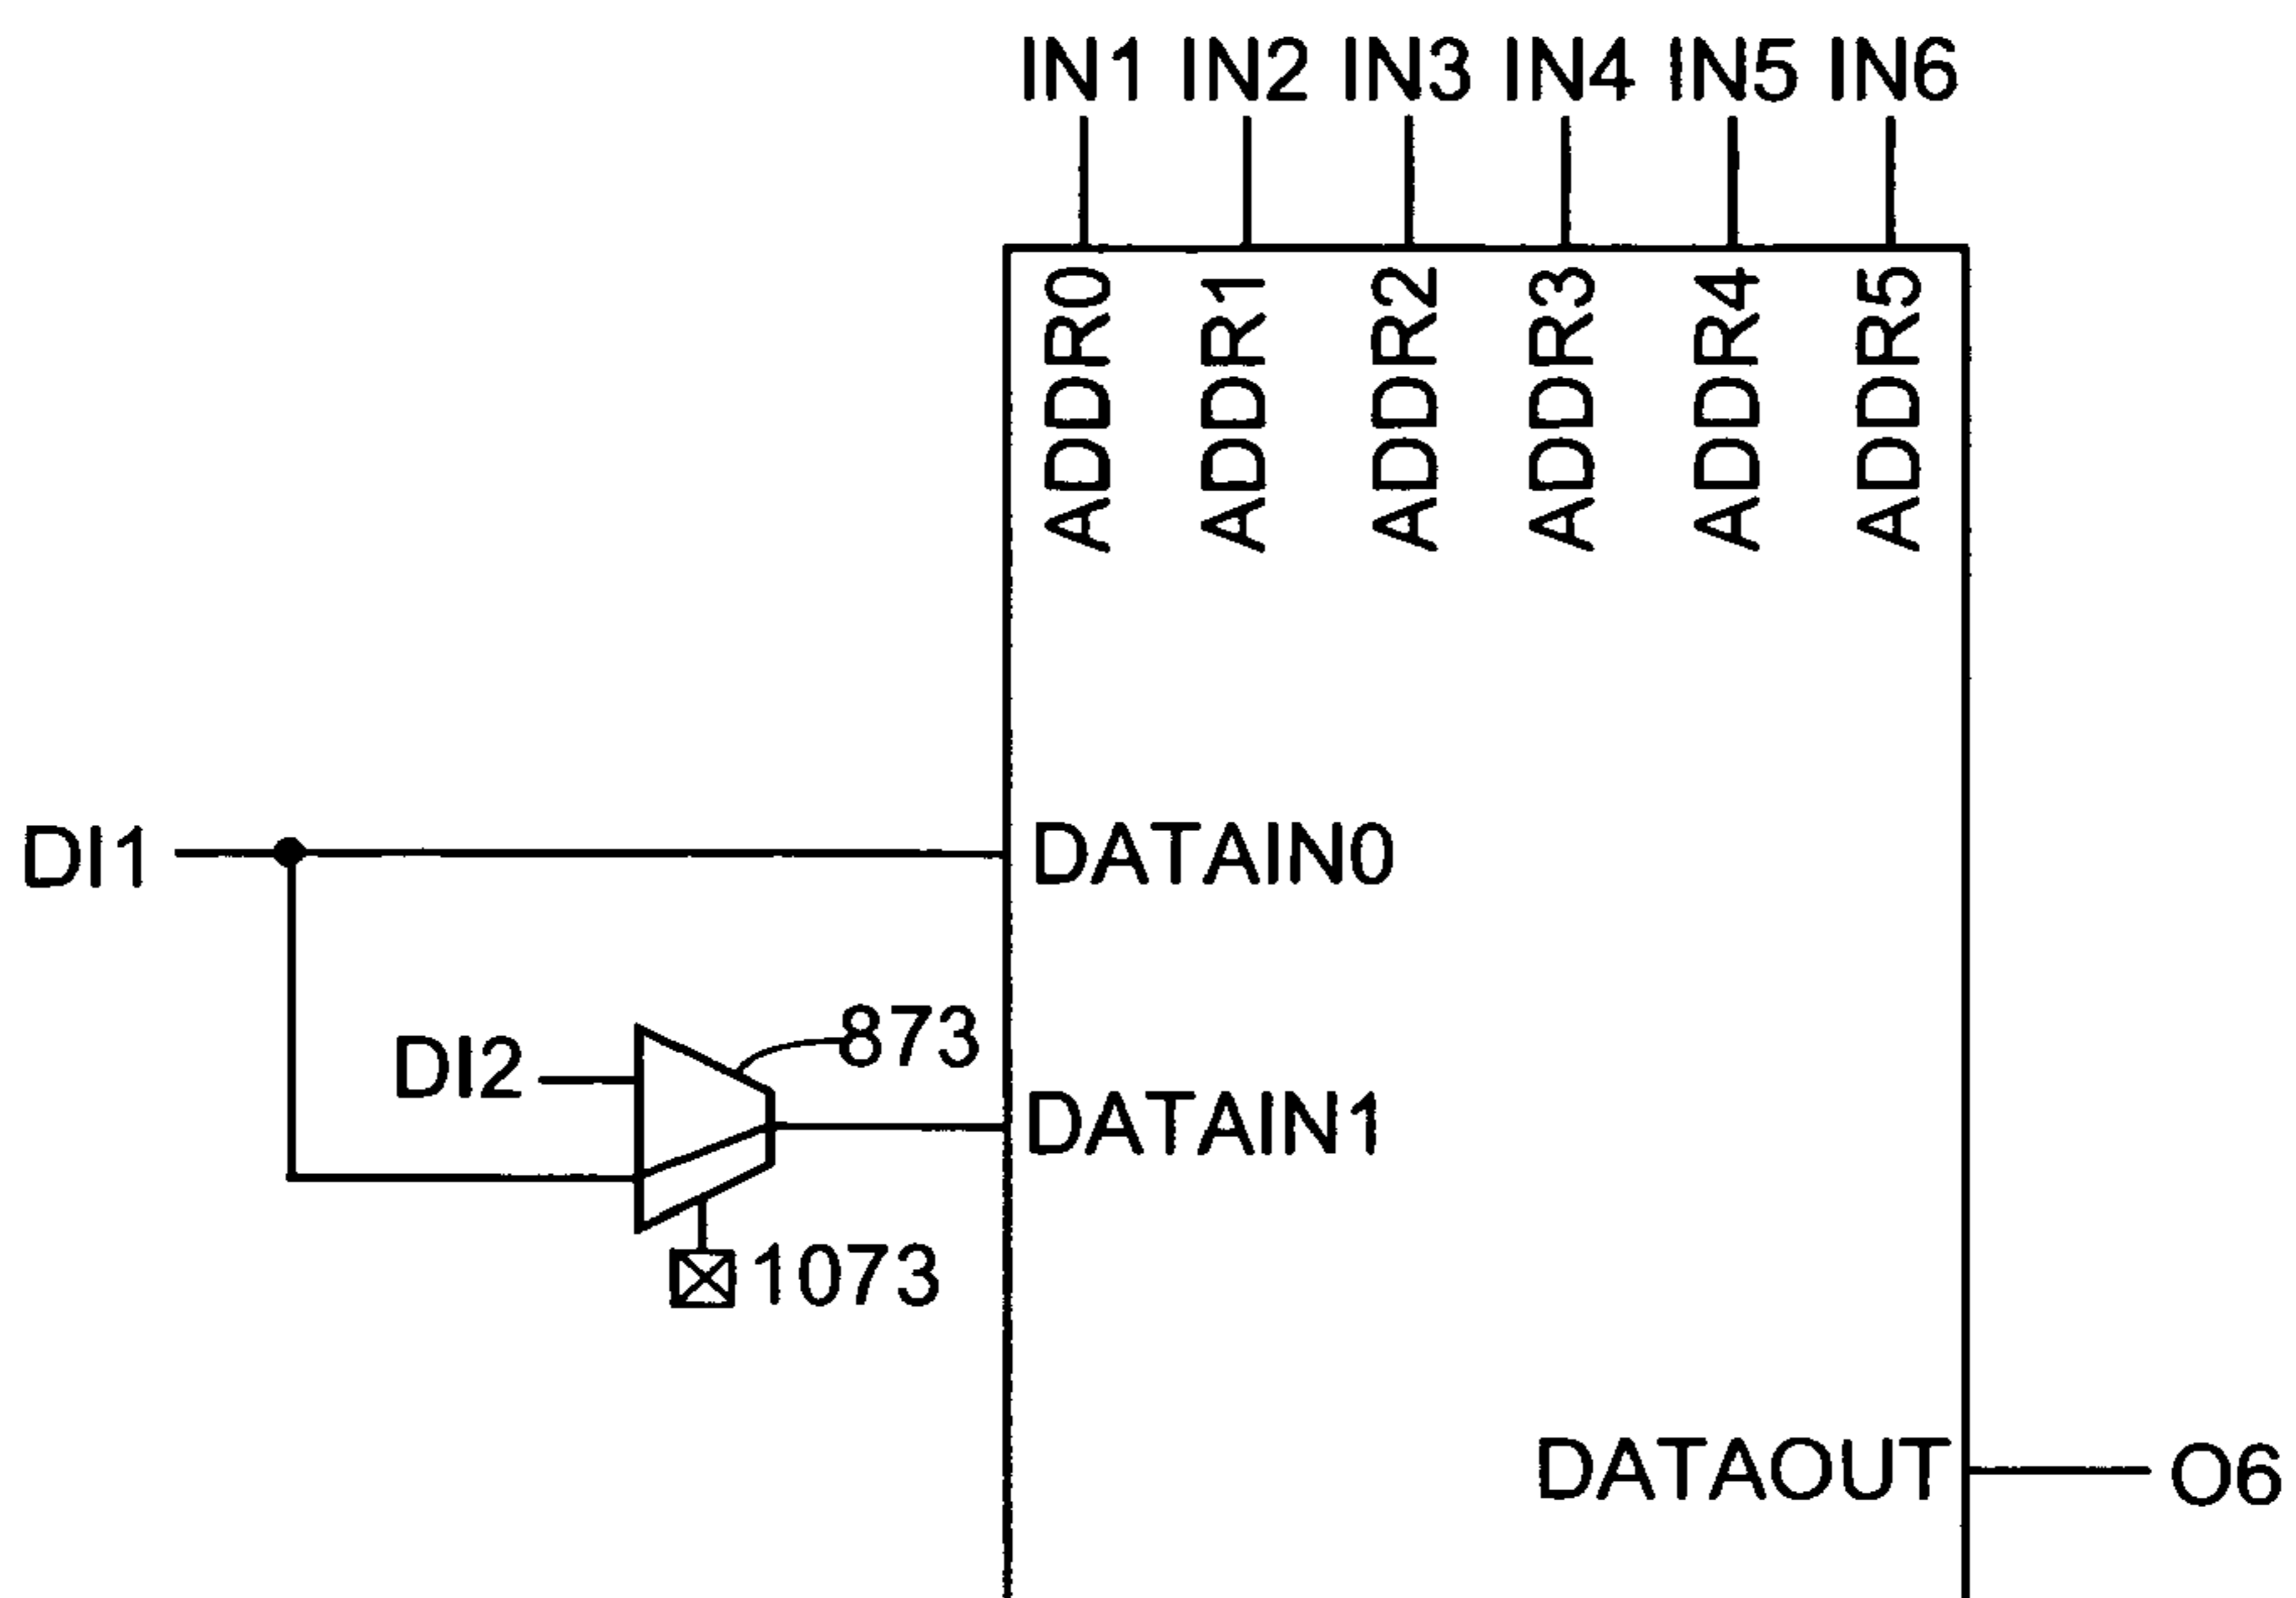 IN1 IN2 IN3 IN4 IN5 IN6
ADDR0 ADDR1 ADDR2 ADDR3 ADDR4 ADDR5
DI1 DATAIN0
873
DI2 DATAIN1
1073
DATAOUT O6